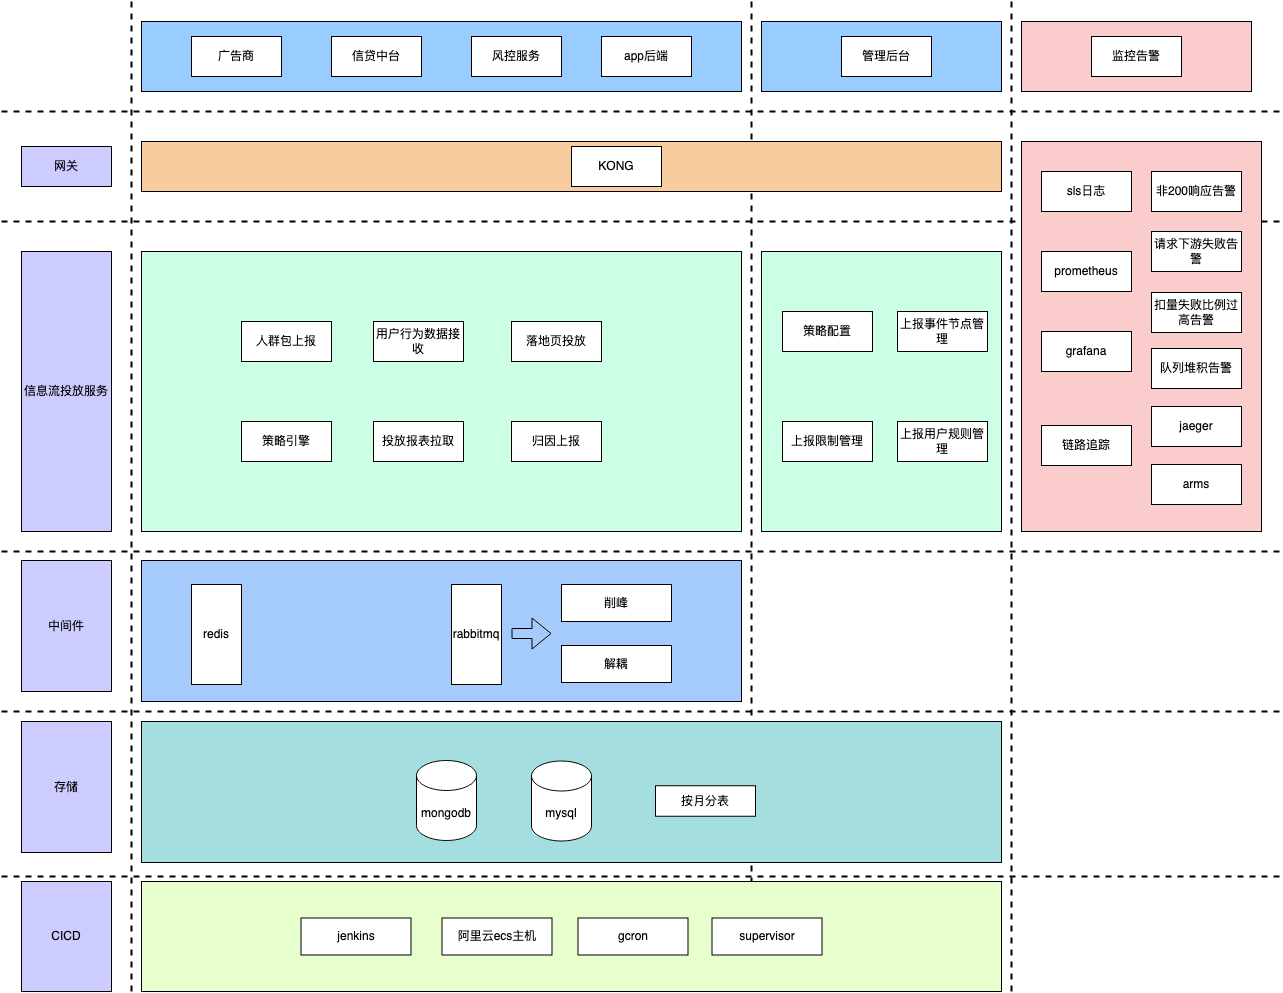 广告商
信贷中台
风控服务
app后端
管理后台
监控告警
网关
KONG
sls日志
非200响应告警
请求下游失败告
警
prometheus
扣量失败比例过
高告警
grafana
队列堆积告警
链路追踪
jaeger
arms
信息流投放服务
人群包上报
用户行为数据接
收
落地页投放
策略引擎
投放报表拉取
归因上报
策略配置
上报事件节点管
理
上报限制管理
上报用户规则管
理
中间件
redis
rabbitmq
削峰
解耦
存储
mongodb
mysql
按月分表
CICD
jenkins
阿里云ecs主机
gcron
supervisor